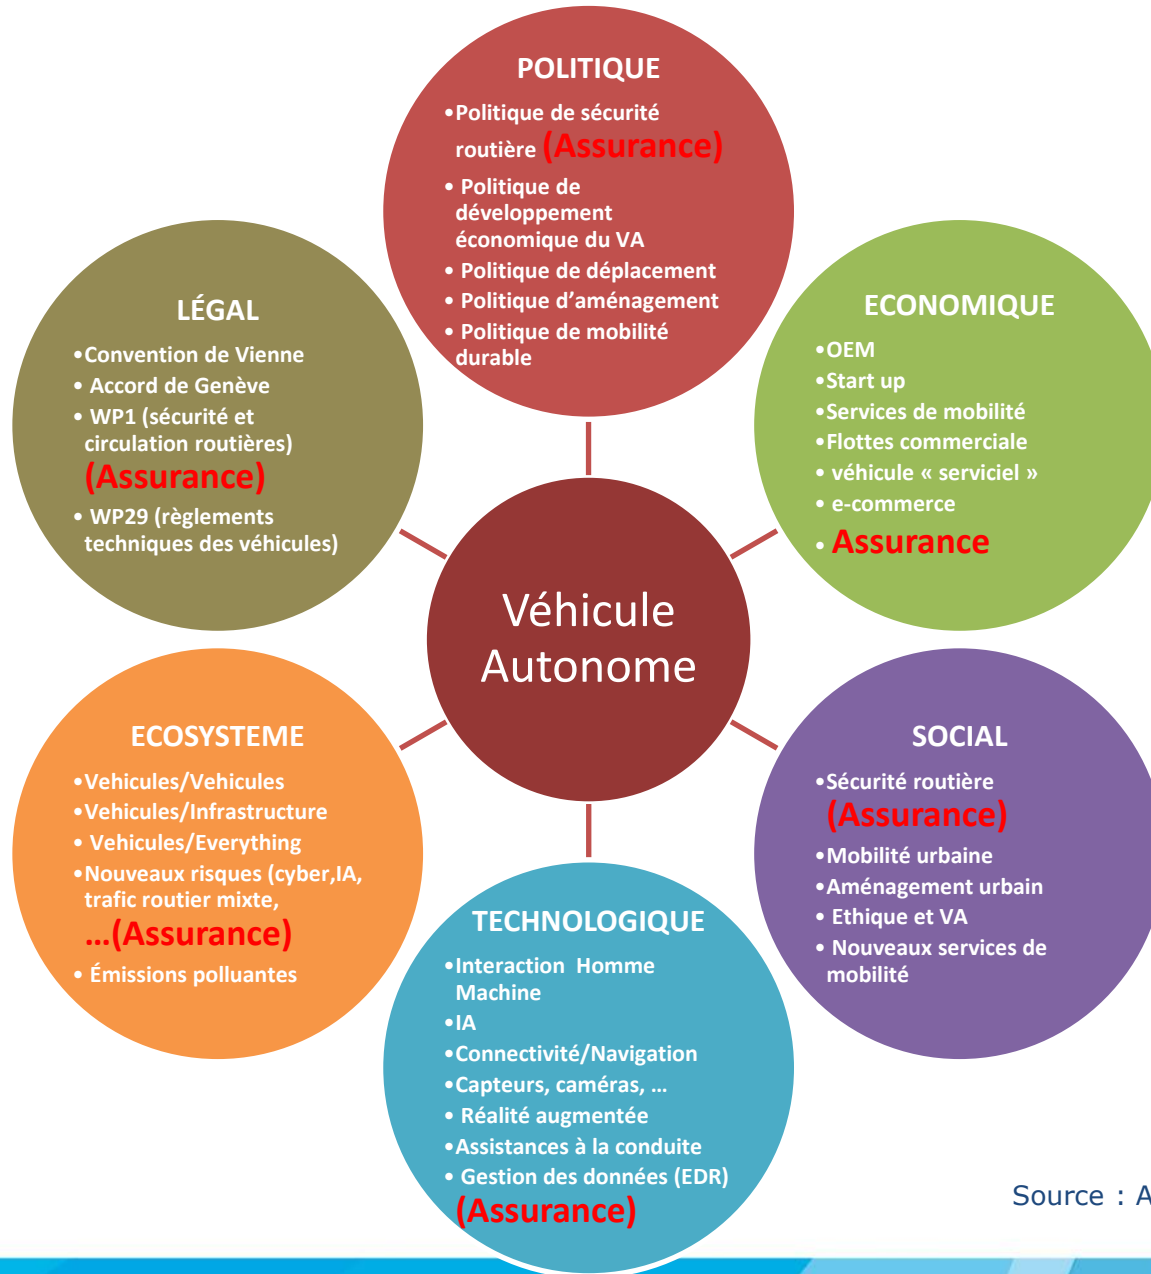 POLITIQUE
•Politique de sécurité
routière (Assurance)
• Politique de
développement
économique du VA
• Politique de déplacement
• Politique d’aménagement
• Politique de mobilité
durable
LÉGAL
•Convention de Vienne
• Accord de Genève
• WP1 (sécurité et
circulation routières)
(Assurance)
• WP29 (règlements
techniques des véhicules)
ECONOMIQUE
•OEM
•Start up
•Services de mobilité
•Flottes commerciale
• véhicule « serviciel »
• e-commerce
• Assurance
Véhicule
Autonome
ECOSYSTEME
•Vehicules/Vehicules
•Vehicules/Infrastructure
• Vehicules/Everything
•Nouveaux risques (cyber,IA,
trafic routier mixte,
…(Assurance)
• Émissions polluantes
SOCIAL
•Sécurité routière
(Assurance)
•Mobilité urbaine
•Aménagement urbain
• Ethique et VA
• Nouveaux services de
mobilité
TECHNOLOGIQUE
•Interaction Homme
Machine
•IA
•Connectivité/Navigation
•Capteurs, caméras, …
• Réalité augmentée
•Assistances à la conduite
• Gestion des données (EDR)
(Assurance)
Source : A